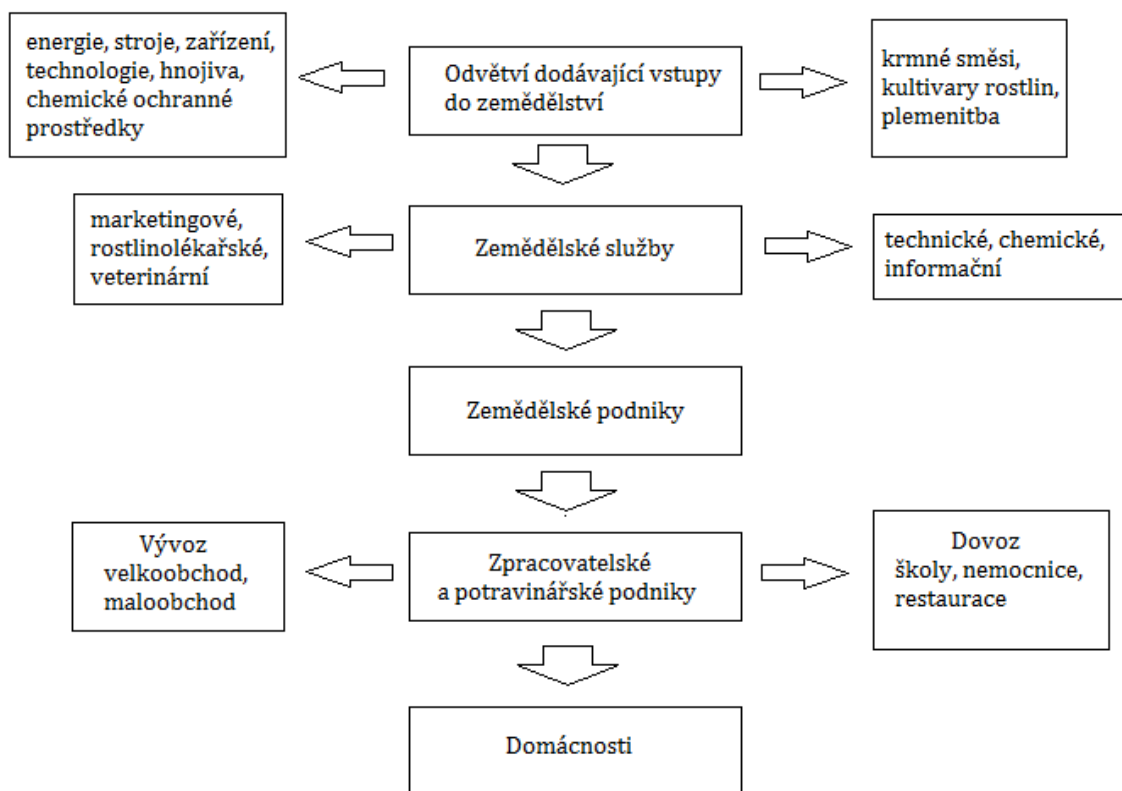 energie, stroje, zařízení,
technologie, hnojiva,
chemické ochranné
prostředky
Odvětví dodávající vstupy
do zemědělství
krmné směsi,
kultivary rostlin,
plemenitba
marketingové,
rostlinolékařské,
veterinární
Zemědělské služby
technické, chemické,
informační
Zemědělské podniky
Vývoz
velkoobchod,
maloobchod
Zpracovatelské
a potravinářské podniky
Dovoz
školy, nemocnice,
restaurace
Domácnosti